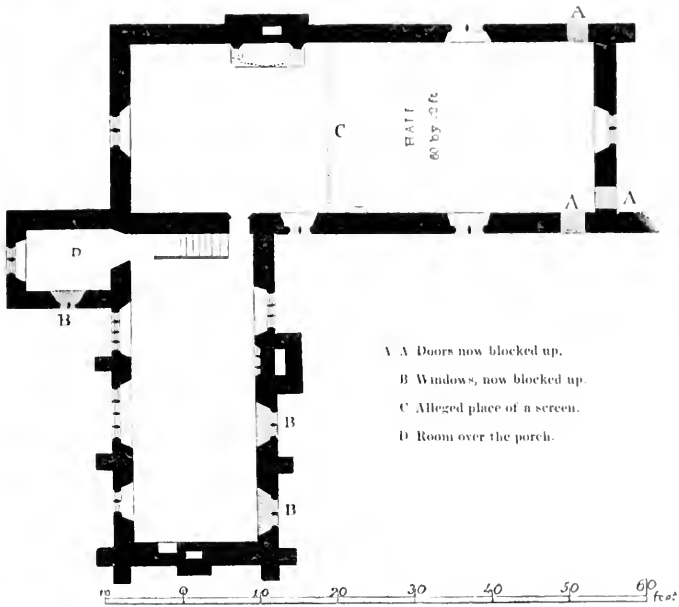 A
C
HALL
60 by
A
A
D
B
A A Doors now blocked up.
B Windows, now blocked up.
C Alleged place of a screen.
D Room over the porch.
B
B
10 0 10 20 30 40 50 60
feet